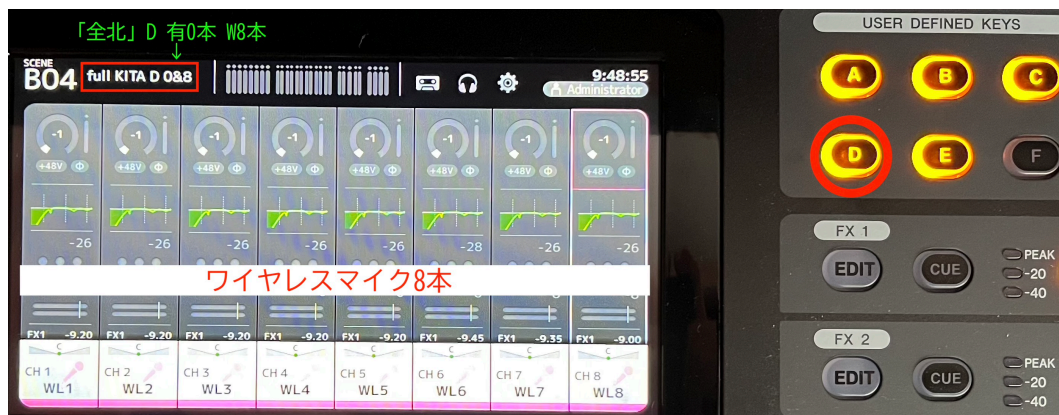 「全北」D 有0本 W8本
↓
SCENE
B04
full KITA D 0&8
9:48:55
Administrator
USER DEFINED KEYS
A B C
D E F
-1 -1 -1 -1 -1 -1 -1 -1
+48V Φ +48V Φ +48V Φ +48V Φ +48V Φ +48V Φ +48V Φ +48V Φ
-26 -26 -26 -26 -26 -28 -26 -26
ワイヤレスマイク8本
FX1 -9.20 FX1 -9.20 FX1 -9.20 FX1 -9.20 FX1 -9.20 FX1 -9.45 FX1 -9.35 FX1 -9.00
C C C C C C C C
CH 1 CH 2 CH 3 CH 4 CH 5 CH 6 CH 7 CH 8
WL1 WL2 WL3 WL4 WL5 WL6 WL7 WL8
FX 1
EDIT CUE
PEAK
-20
-40
FX 2
EDIT CUE
PEAK
-20
-40